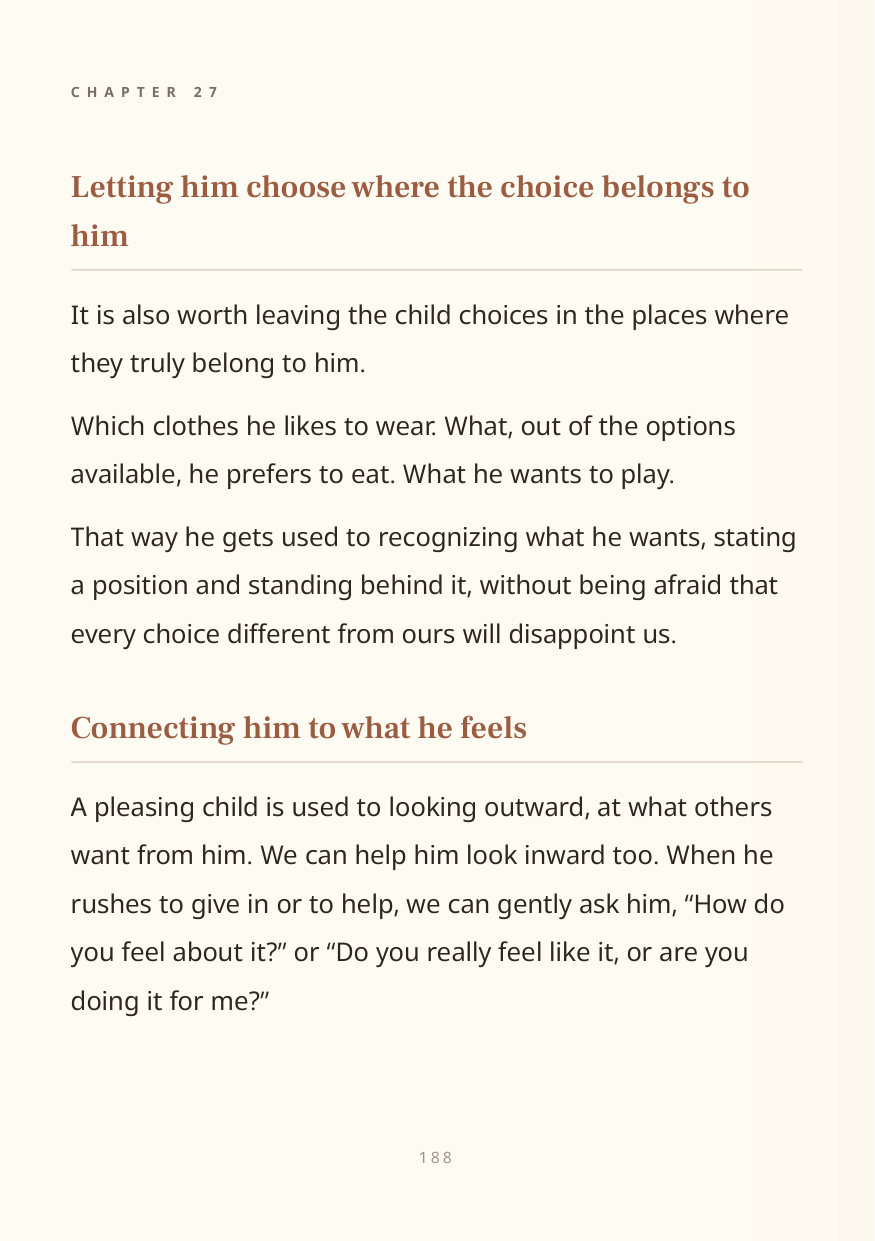 CHAPTER 27
Letting him choose where the choice belongs to
him
It is also worth leaving the child choices in the places where
they truly belong to him.
Which clothes he likes to wear. What, out of the options
available, he prefers to eat. What he wants to play.
That way he gets used to recognizing what he wants, stating
a position and standing behind it, without being afraid that
every choice different from ours will disappoint us.
Connecting him to what he feels
A pleasing child is used to looking outward, at what others
want from him. We can help him look inward too. When he
rushes to give in or to help, we can gently ask him, “How do
you feel about it?” or “Do you really feel like it, or are you
doing it for me?”
188